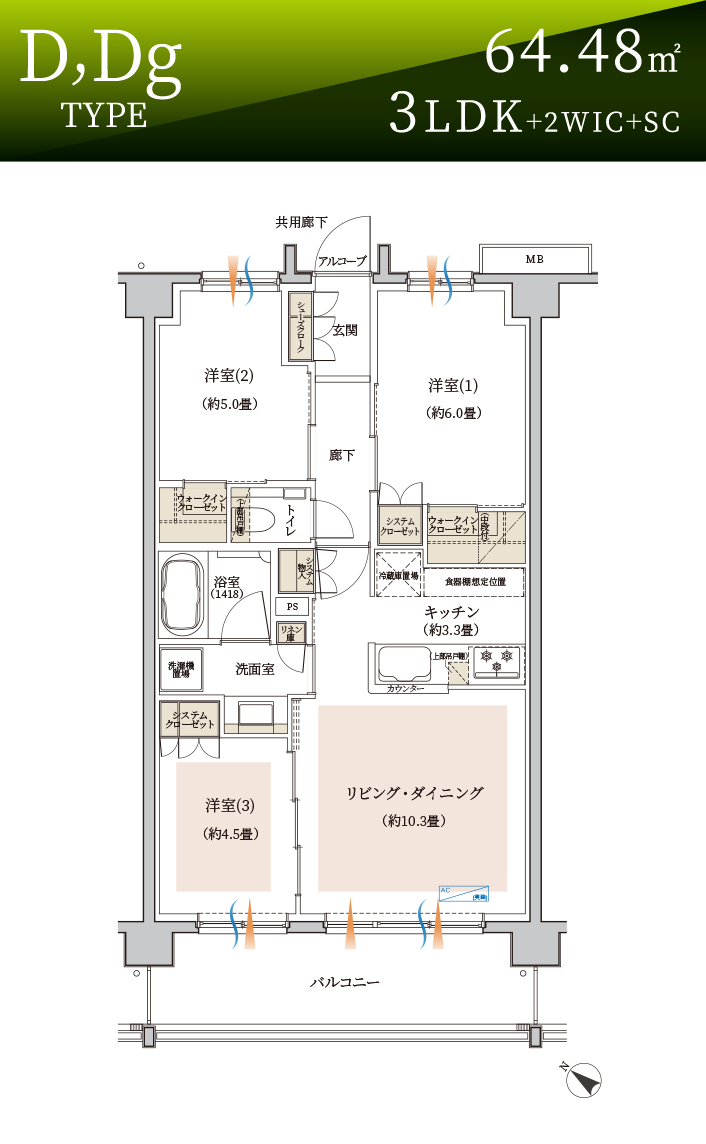 D,Dg
TYPE
64.48㎡
3LDK+2WIC+SC
共用廊下
アルコーブ
MB
シューズクローク
玄関
洋室(2)
(約5.0畳)
洋室(1)
(約6.0畳)
廊下
ウォークイン
クローゼット
(上部吊戸棚)
トイレ
システム
クローゼット
ウォークイン
クローゼット
(中段付)
浴室
(1418)
システム
物入
冷蔵庫置場
食器棚想定位置
PS
リネン
庫
キッチン
(約3.3畳)
洗濯機
置場
洗面室
(上部吊戸棚)
カウンター
システム
クローゼット
リビング・ダイニング
(約10.3畳)
洋室(3)
(約4.5畳)
AC
バルコニー
N